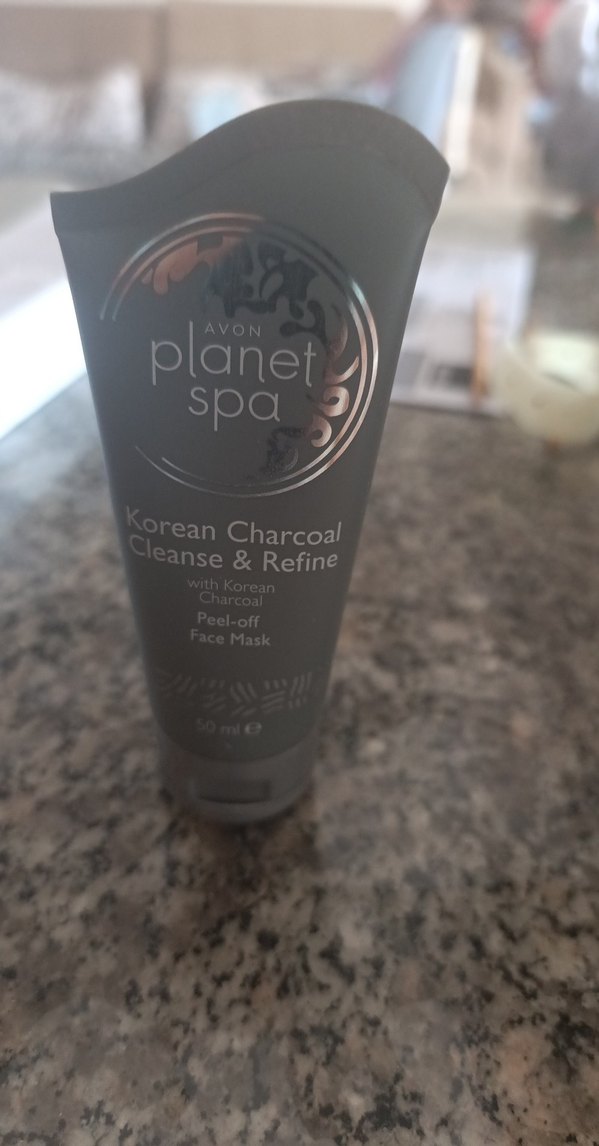 AVON
planet
spa
Korean Charcoal
Cleanse & Refine
with Korean
Charcoal
Peel-off
Face Mask
50 ml e